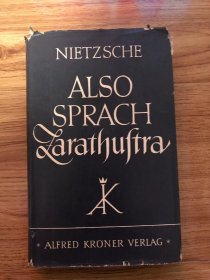 NIETZSCHE
ALSO
SPRACH
Zarathuſtra
AK
* ALFRED KRÖNER VERLAG *